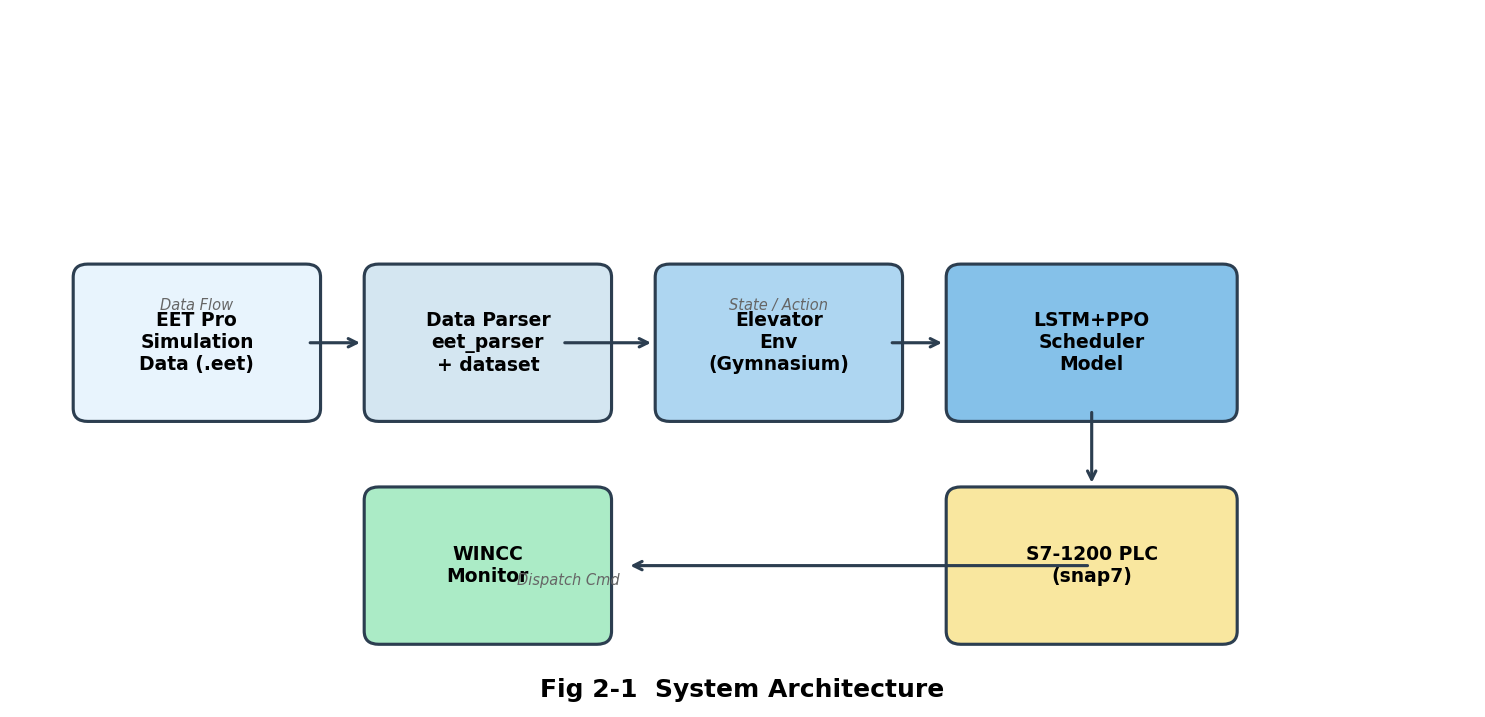 Data Flow
EET Pro
Simulation
Data (.eet)
Data Parser
eet_parser
+ dataset
State / Action
Elevator
Env
(Gymnasium)
LSTM+PPO
Scheduler
Model
WINCC
Monitor
Dispatch Cmd
S7-1200 PLC
(snap7)
Fig 2-1  System Architecture